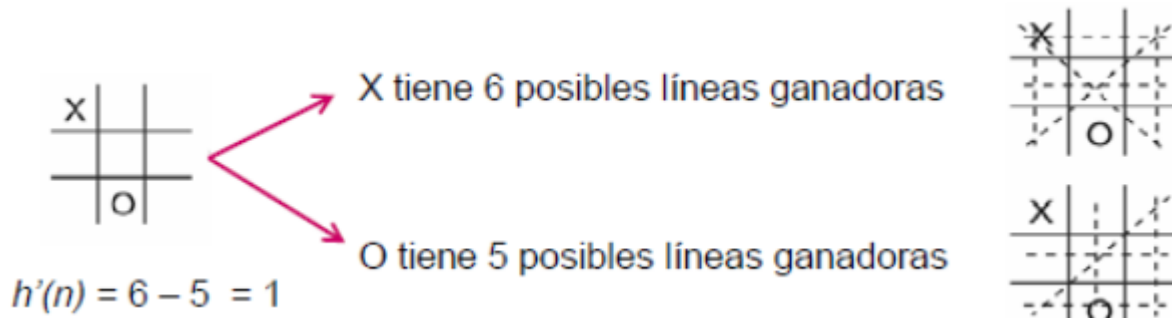 X
O
X tiene 6 posibles líneas ganadoras
X
O
O tiene 5 posibles líneas ganadoras
X
O
h'(n) = 6 – 5 = 1